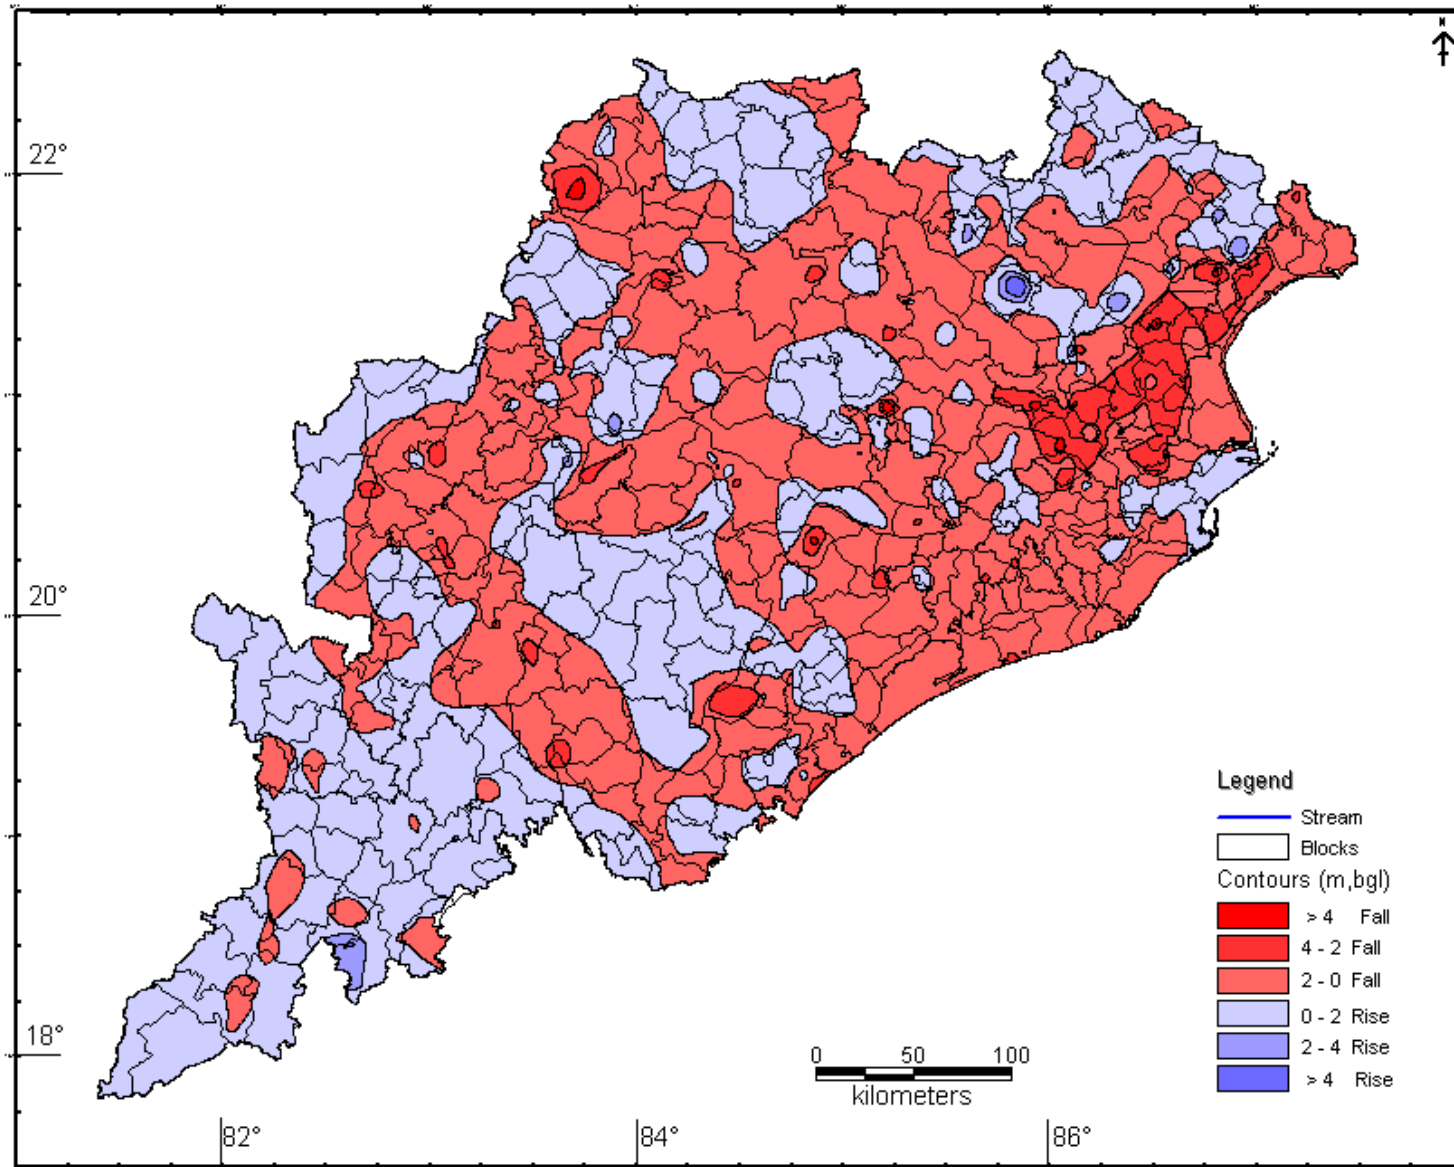 N
22°
20°
18°
82°
84°
86°
0 50 100
kilometers
Legend
Stream
Blocks
Contours (m,bgl)
> 4 Fall
4 - 2 Fall
2 - 0 Fall
0 - 2 Rise
2 - 4 Rise
> 4 Rise